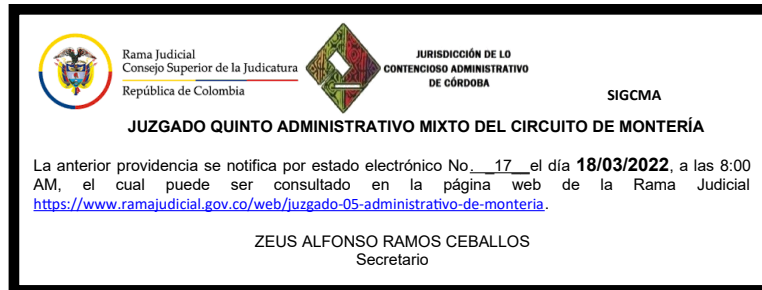 Rama Judicial
Consejo Superior de la Judicatura
República de Colombia
JURISDICCIÓN DE LO
CONTENCIOSO ADMINISTRATIVO
DE CÓRDOBA
SIGCMA
JUZGADO QUINTO ADMINISTRATIVO MIXTO DEL CIRCUITO DE MONTERÍA
La anterior providencia se notifica por estado electrónico No. _17__el día 18/03/2022, a las 8:00
AM, el cual puede ser consultado en la página web de la Rama Judicial
https://www.ramajudicial.gov.co/web/juzgado-05-administrativo-de-monteria.
ZEUS ALFONSO RAMOS CEBALLOS
Secretario